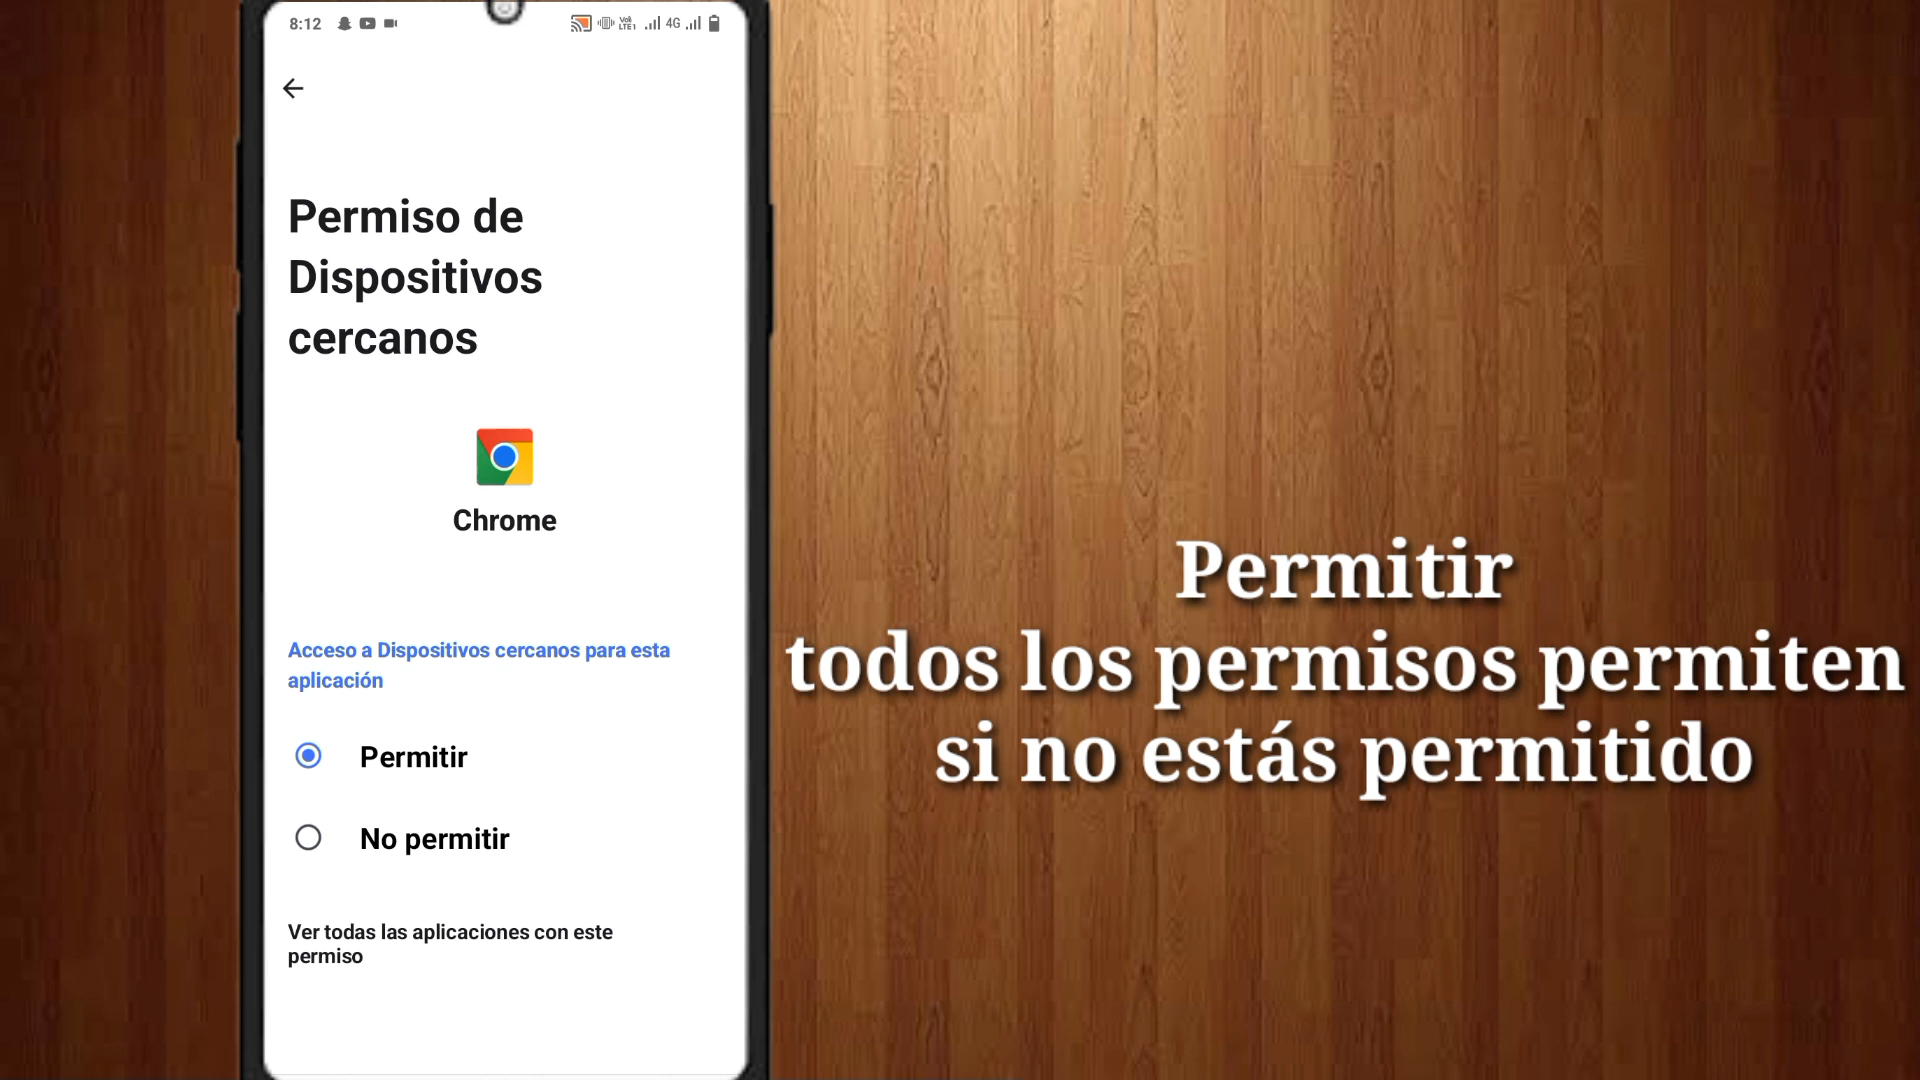 8:12
4G
Permiso de
Dispositivos
cercanos
Chrome
Acceso a Dispositivos cercanos para esta
aplicación
Permitir
No permitir
Ver todas las aplicaciones con este
permiso
Permitir
todos los permisos permiten
si no estás permitido